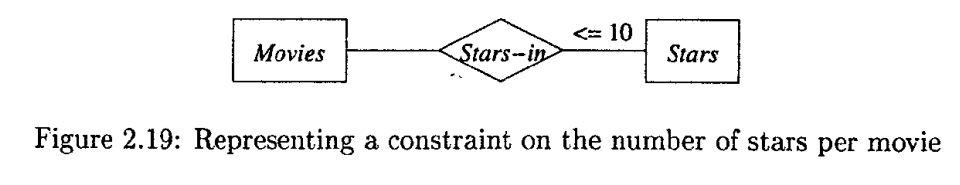 <= 10
Movies Stars-in Stars
Figure 2.19: Representing a constraint on the number of stars per movie